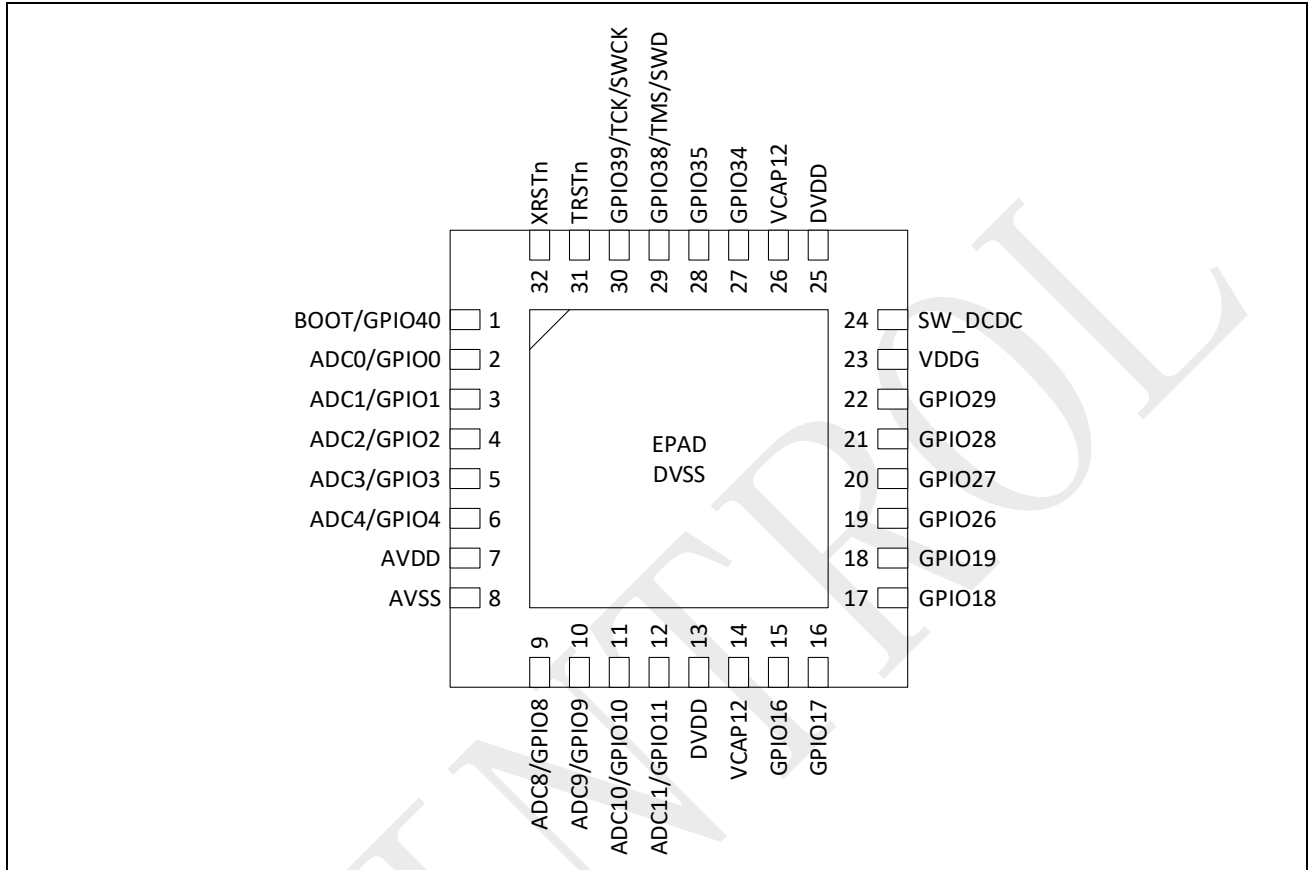 XRSTn
TRSTn
GPIO39/TCK/SWCK
GPIO38/TMS/SWD
GPIO35
GPIO34
VCAP12
DVDD
32
31
30
29
28
27
26
25
BOOT/GPIO40 1
ADC0/GPIO0 2
ADC1/GPIO1 3
ADC2/GPIO2 4
ADC3/GPIO3 5
ADC4/GPIO4 6
AVDD 7
AVSS 8
EPAD
DVSS
24 SW_DCDC
23 VDDG
22 GPIO29
21 GPIO28
20 GPIO27
19 GPIO26
18 GPIO19
17 GPIO18
9
10
11
12
13
14
15
16
ADC8/GPIO8
ADC9/GPIO9
ADC10/GPIO10
ADC11/GPIO11
DVDD
VCAP12
GPIO16
GPIO17
NTROL